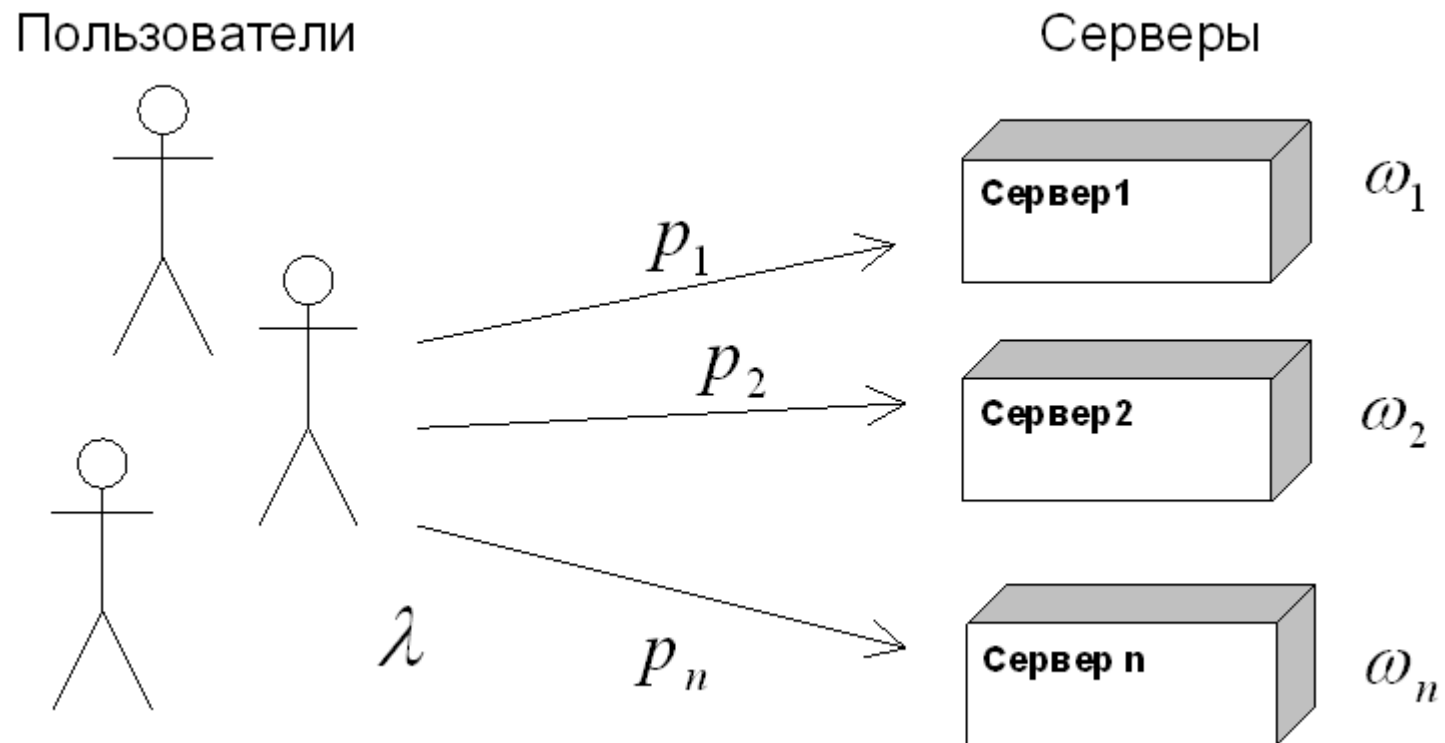 Пользователи Серверы
Сервер1 ω₁
p₁
p₂
Сервер2 ω₂
λ
pₙ
Сервер n ωₙ